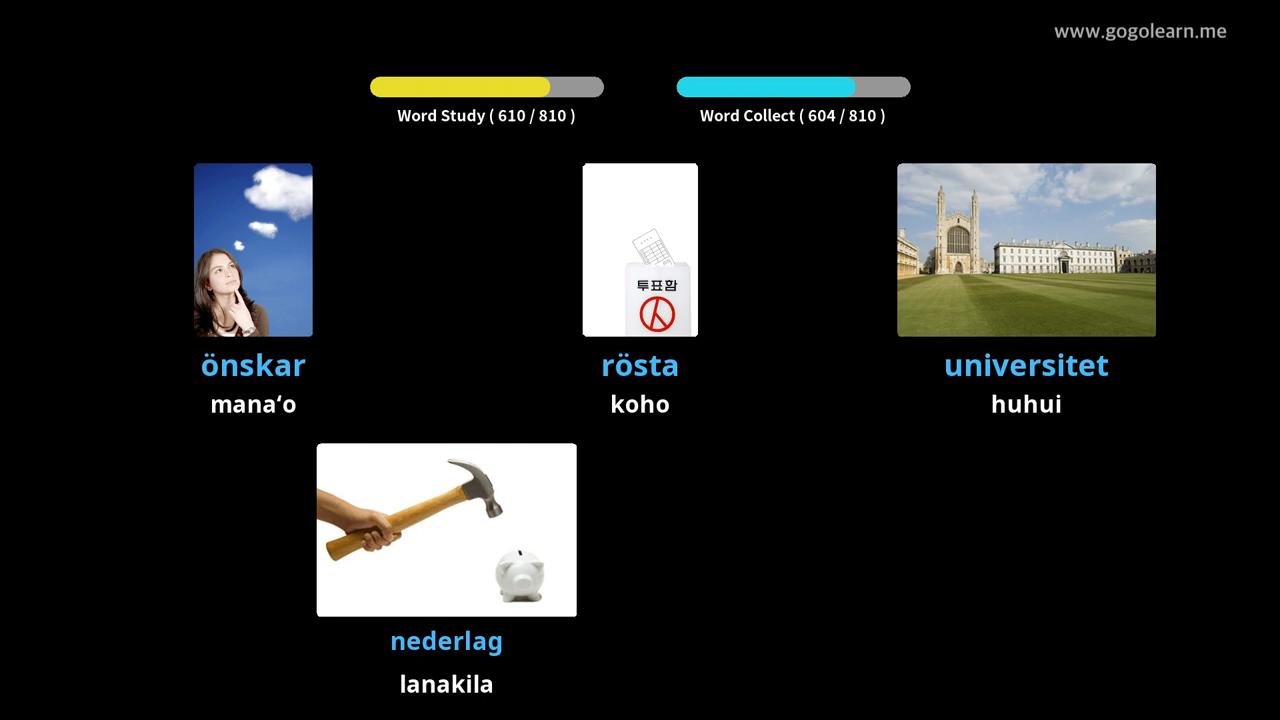 www.gogolearn.me
Word Study ( 610 / 810 )
Word Collect ( 604 / 810 )
투표함
önskar
rösta
universitet
manaʻo
koho
huhui
nederlag
lanakila